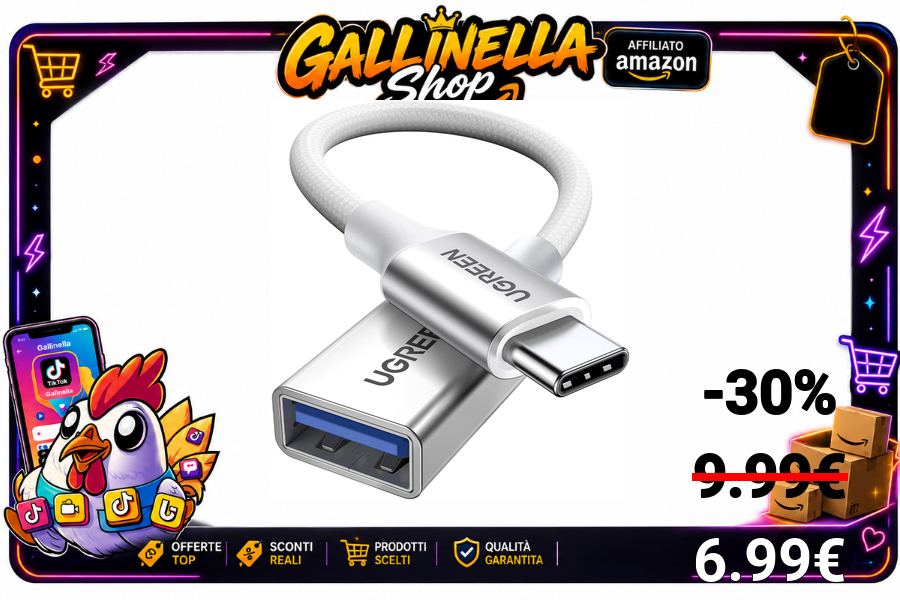 GALLINELLA
Shop
AFFILIATO
amazon
UGREEN
UGREE
Gallinella
TikTok
Gallinella
-30%
9.99€
6.99€
OFFERTE
TOP
SCONTI
REALI
PRODOTTI
SCELTI
QUALITÀ
GARANTITA